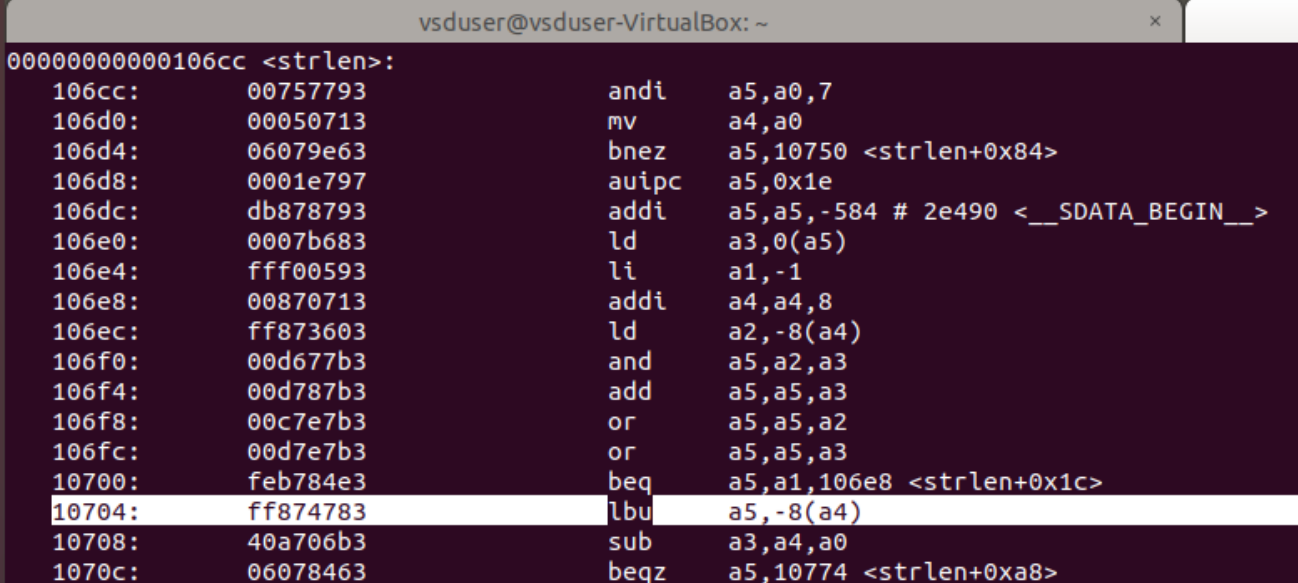 vsduser@vsduser-VirtualBox: ~ ×
00000000000106cc <strlen>:
106cc: 00757793 andi a5,a0,7
106d0: 00050713 mv a4,a0
106d4: 06079e63 bnez a5,10750 <strlen+0x84>
106d8: 0001e797 auipc a5,0x1e
106dc: db878793 addi a5,a5,-584 # 2e490 <__SDATA_BEGIN__>
106e0: 0007b683 ld a3,0(a5)
106e4: fff00593 li a1,-1
106e8: 00870713 addi a4,a4,8
106ec: ff873603 ld a2,-8(a4)
106f0: 00d677b3 and a5,a2,a3
106f4: 00d787b3 add a5,a5,a3
106f8: 00c7e7b3 or a5,a5,a2
106fc: 00d7e7b3 or a5,a5,a3
10700: feb784e3 beq a5,a1,106e8 <strlen+0x1c>
10704: ff874783 lbu a5,-8(a4)
10708: 40a706b3 sub a3,a4,a0
1070c: 06078463 beqz a5,10774 <strlen+0xa8>